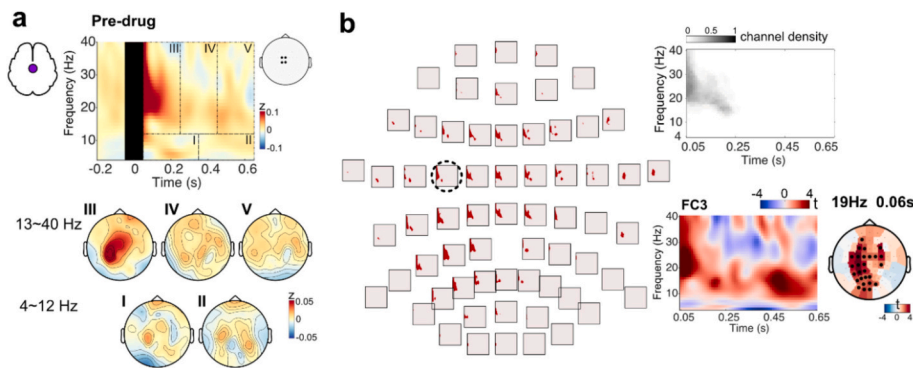 a
Pre-drug
III
IV
V
I
II
40
30
20
10
Frequency (Hz)
-0.2
0
0.2
0.4
0.6
Time (s)
Z
0.1
-0.1
III
IV
V
13~40 Hz
I
II
4~12 Hz
Z
0.05
-0.05
b
0
0.5
1
channel density
40
30
20
10
4
Frequency (Hz)
0.05
0.25
0.45
0.65
Time (s)
FC3
-4
0
4
t
19Hz 0.06s
40
30
20
10
Frequency (Hz)
0.05
0.25
0.45
0.65
Time (s)
t
-4
0
4